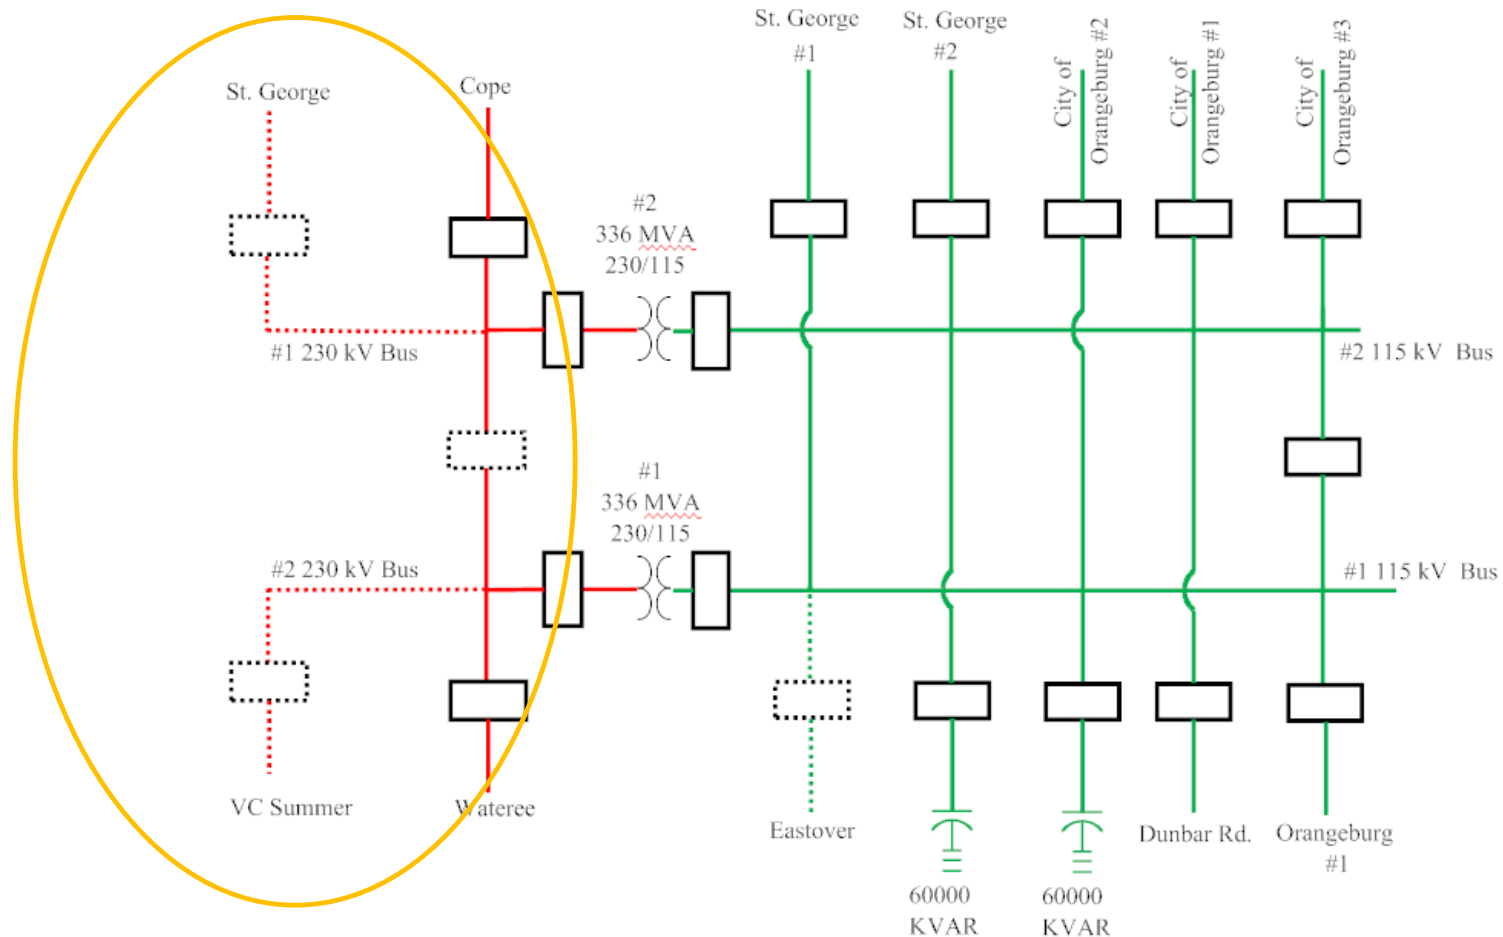 St. George
#1
St. George
#2
City of
Orangeburg #2
City of
Orangeburg #1
City of
Orangeburg #3
St. George
Cope
#2
336 MVA
230/115
#1 230 kV Bus
#2 115 kV Bus
#1
336 MVA
230/115
#2 230 kV Bus
#1 115 kV Bus
VC Summer
Wateree
Eastover
Dunbar Rd.
Orangeburg
#1
60000
KVAR
60000
KVAR